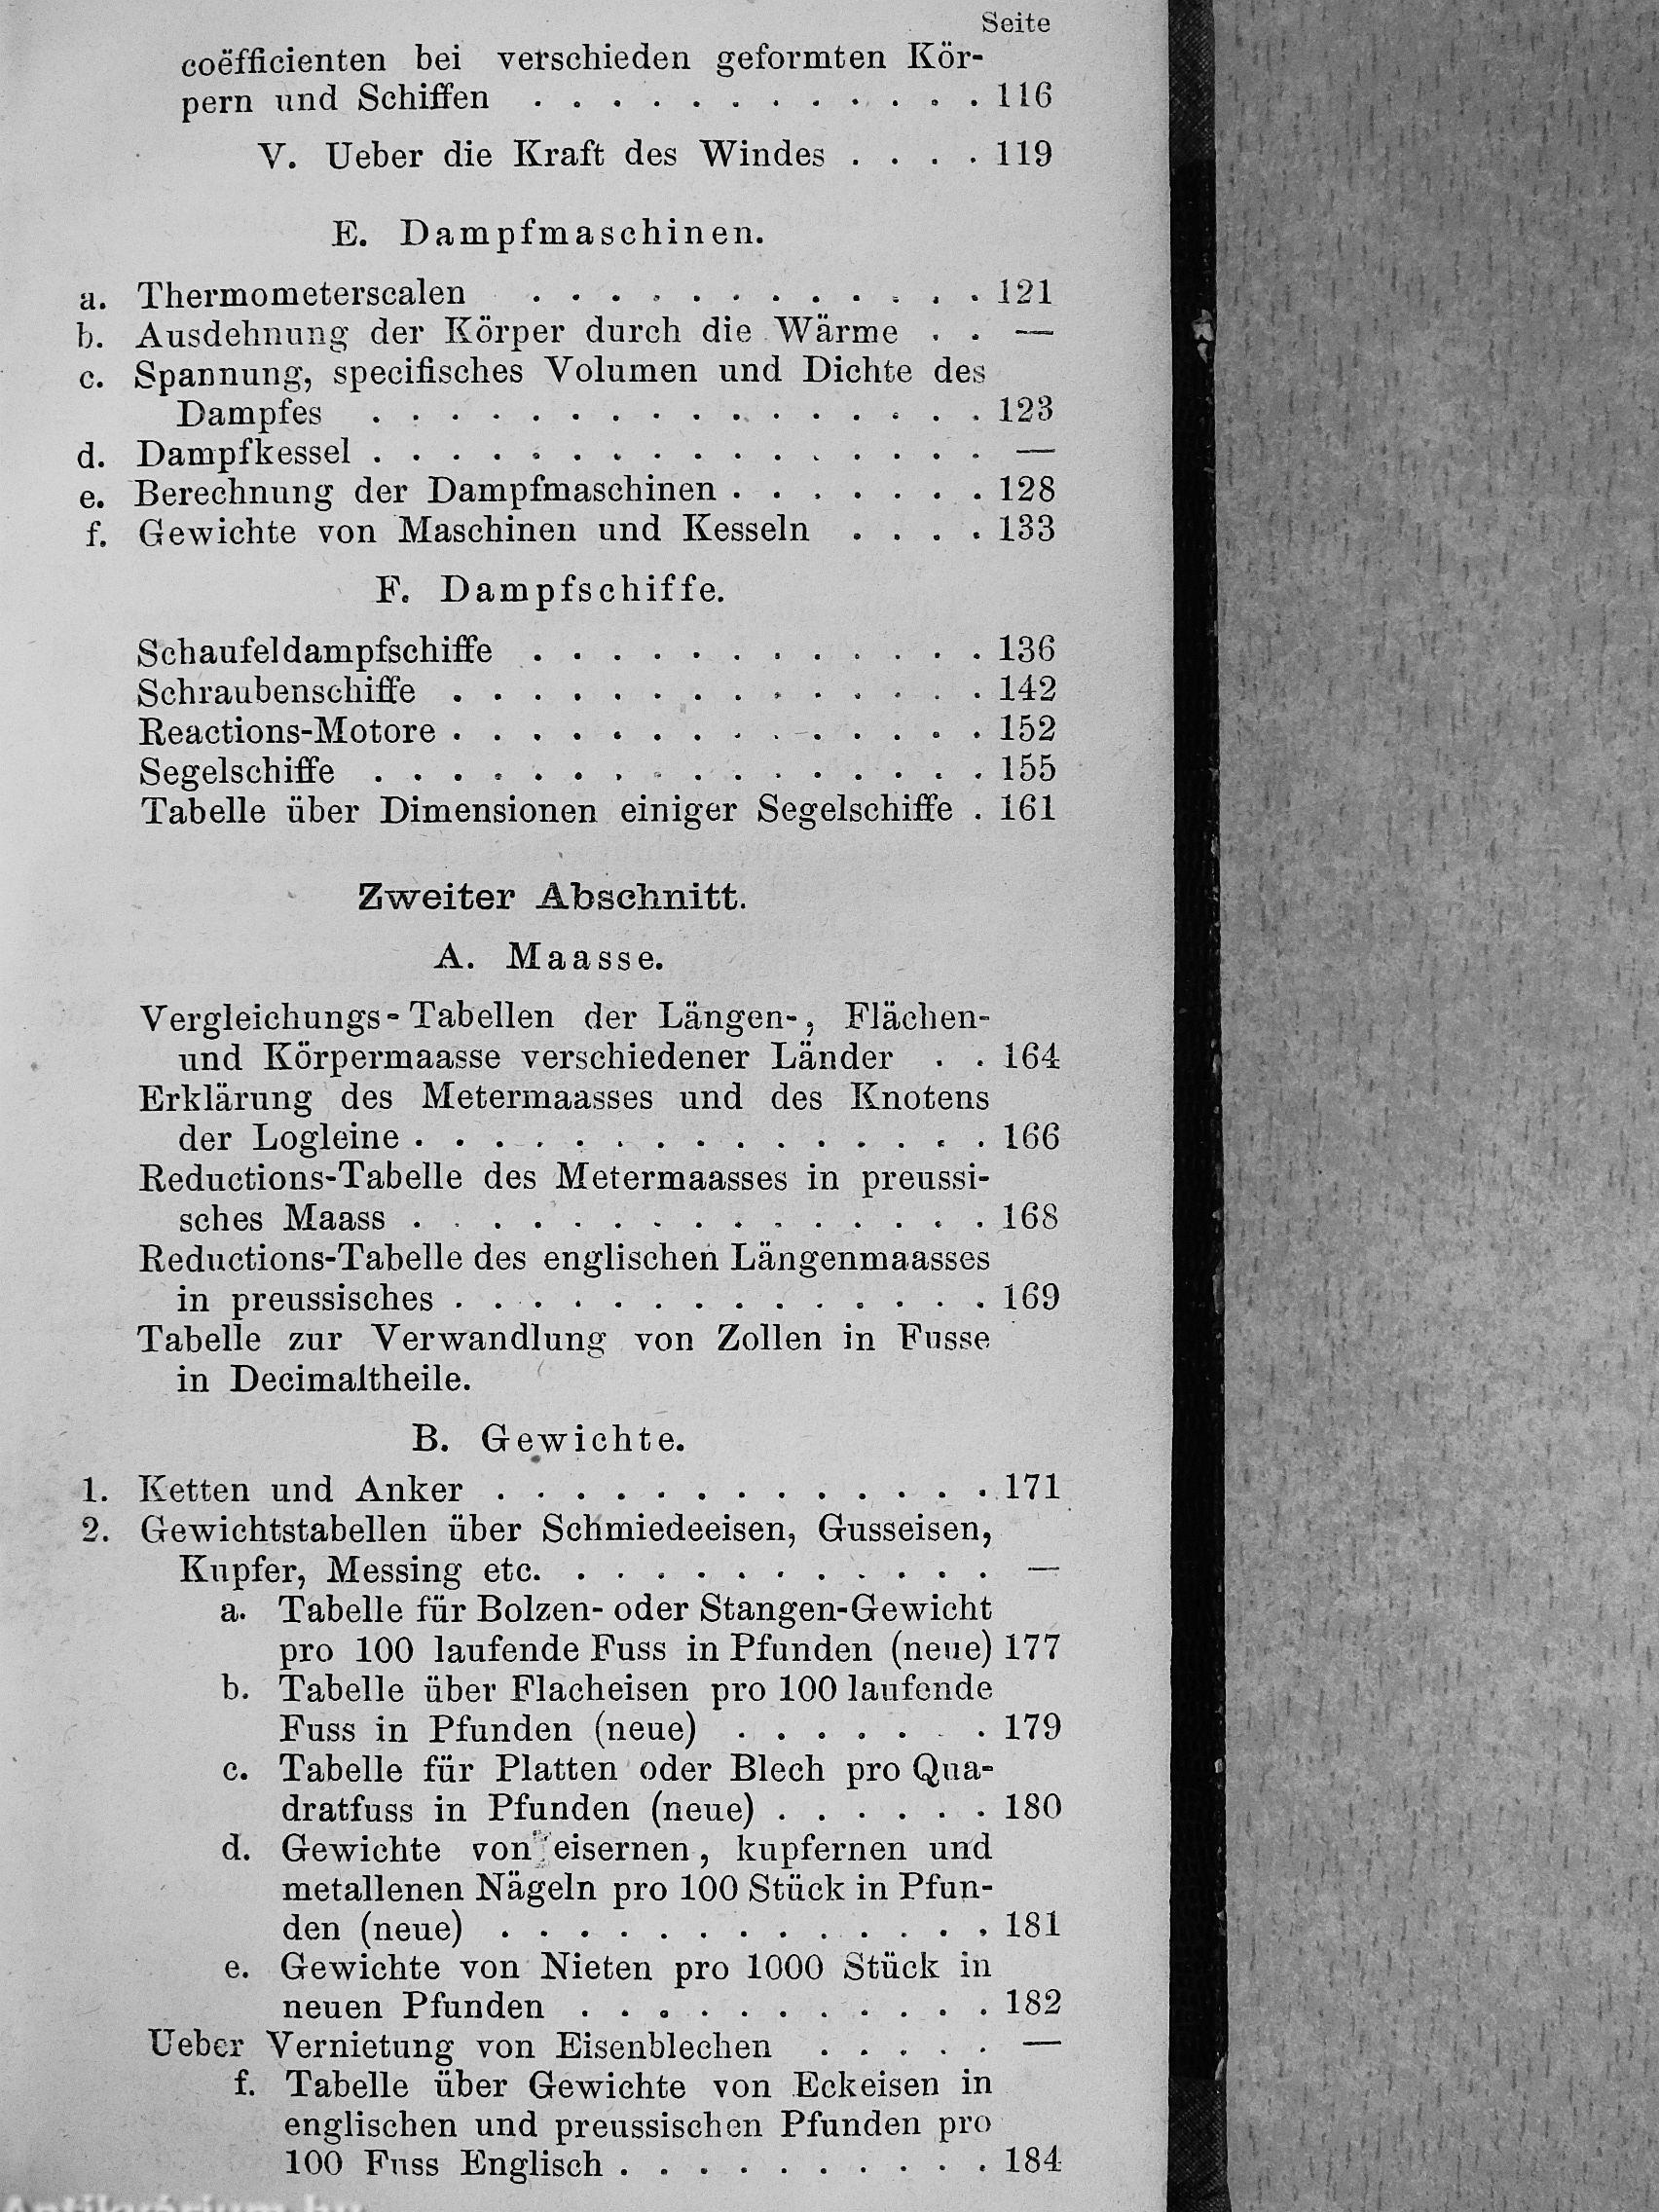 Seite
coëfficienten bei verschieden geformten Kör-
pern und Schiffen . . . . . . . . . . . . 116
V. Ueber die Kraft des Windes . . . . 119
E. Dampfmaschinen.
a. Thermometerscalen . . . . . . . . . . . . 121
b. Ausdehnung der Körper durch die Wärme . . —
c. Spannung, specifisches Volumen und Dichte des
Dampfes . . . . . . . . . . . . . . . . 123
d. Dampfkessel . . . . . . . . . . . . . . . . —
e. Berechnung der Dampfmaschinen . . . . . . . 128
f. Gewichte von Maschinen und Kesseln . . . . 133
F. Dampfschiffe.
Schaufeldampfschiffe . . . . . . . . . . . . 136
Schraubenschiffe . . . . . . . . . . . . . . 142
Reactions-Motore . . . . . . . . . . . . . . 152
Segelschiffe . . . . . . . . . . . . . . . . 155
Tabelle über Dimensionen einiger Segelschiffe . 161
Zweiter Abschnitt.
A. Maasse.
Vergleichungs-Tabellen der Längen-, Flächen-
und Körpermaasse verschiedener Länder . . 164
Erklärung des Metermaasses und des Knotens
der Logleine . . . . . . . . . . . . . . . 166
Reductions-Tabelle des Metermaasses in preussi-
sches Maass . . . . . . . . . . . . . . . 168
Reductions-Tabelle des englischen Längenmaasses
in preussisches . . . . . . . . . . . . . . 169
Tabelle zur Verwandlung von Zollen in Fusse
in Decimaltheile.
B. Gewichte.
1. Ketten und Anker . . . . . . . . . . . . . 171
2. Gewichtstabellen über Schmiedeeisen, Gusseisen,
Kupfer, Messing etc. . . . . . . . . . . . —
a. Tabelle für Bolzen- oder Stangen-Gewicht
pro 100 laufende Fuss in Pfunden (neue) 177
b. Tabelle über Flacheisen pro 100 laufende
Fuss in Pfunden (neue) . . . . . . . 179
c. Tabelle für Platten oder Blech pro Qua-
dratfuss in Pfunden (neue) . . . . . . 180
d. Gewichte von eisernen, kupfernen und
metallenen Nägeln pro 100 Stück in Pfun-
den (neue) . . . . . . . . . . . . . 181
e. Gewichte von Nieten pro 1000 Stück in
neuen Pfunden . . . . . . . . . . . 182
Ueber Vernietung von Eisenblechen . . . . . —
f. Tabelle über Gewichte von Eckeisen in
englischen und preussischen Pfunden pro
100 Fuss Englisch . . . . . . . . . . 184